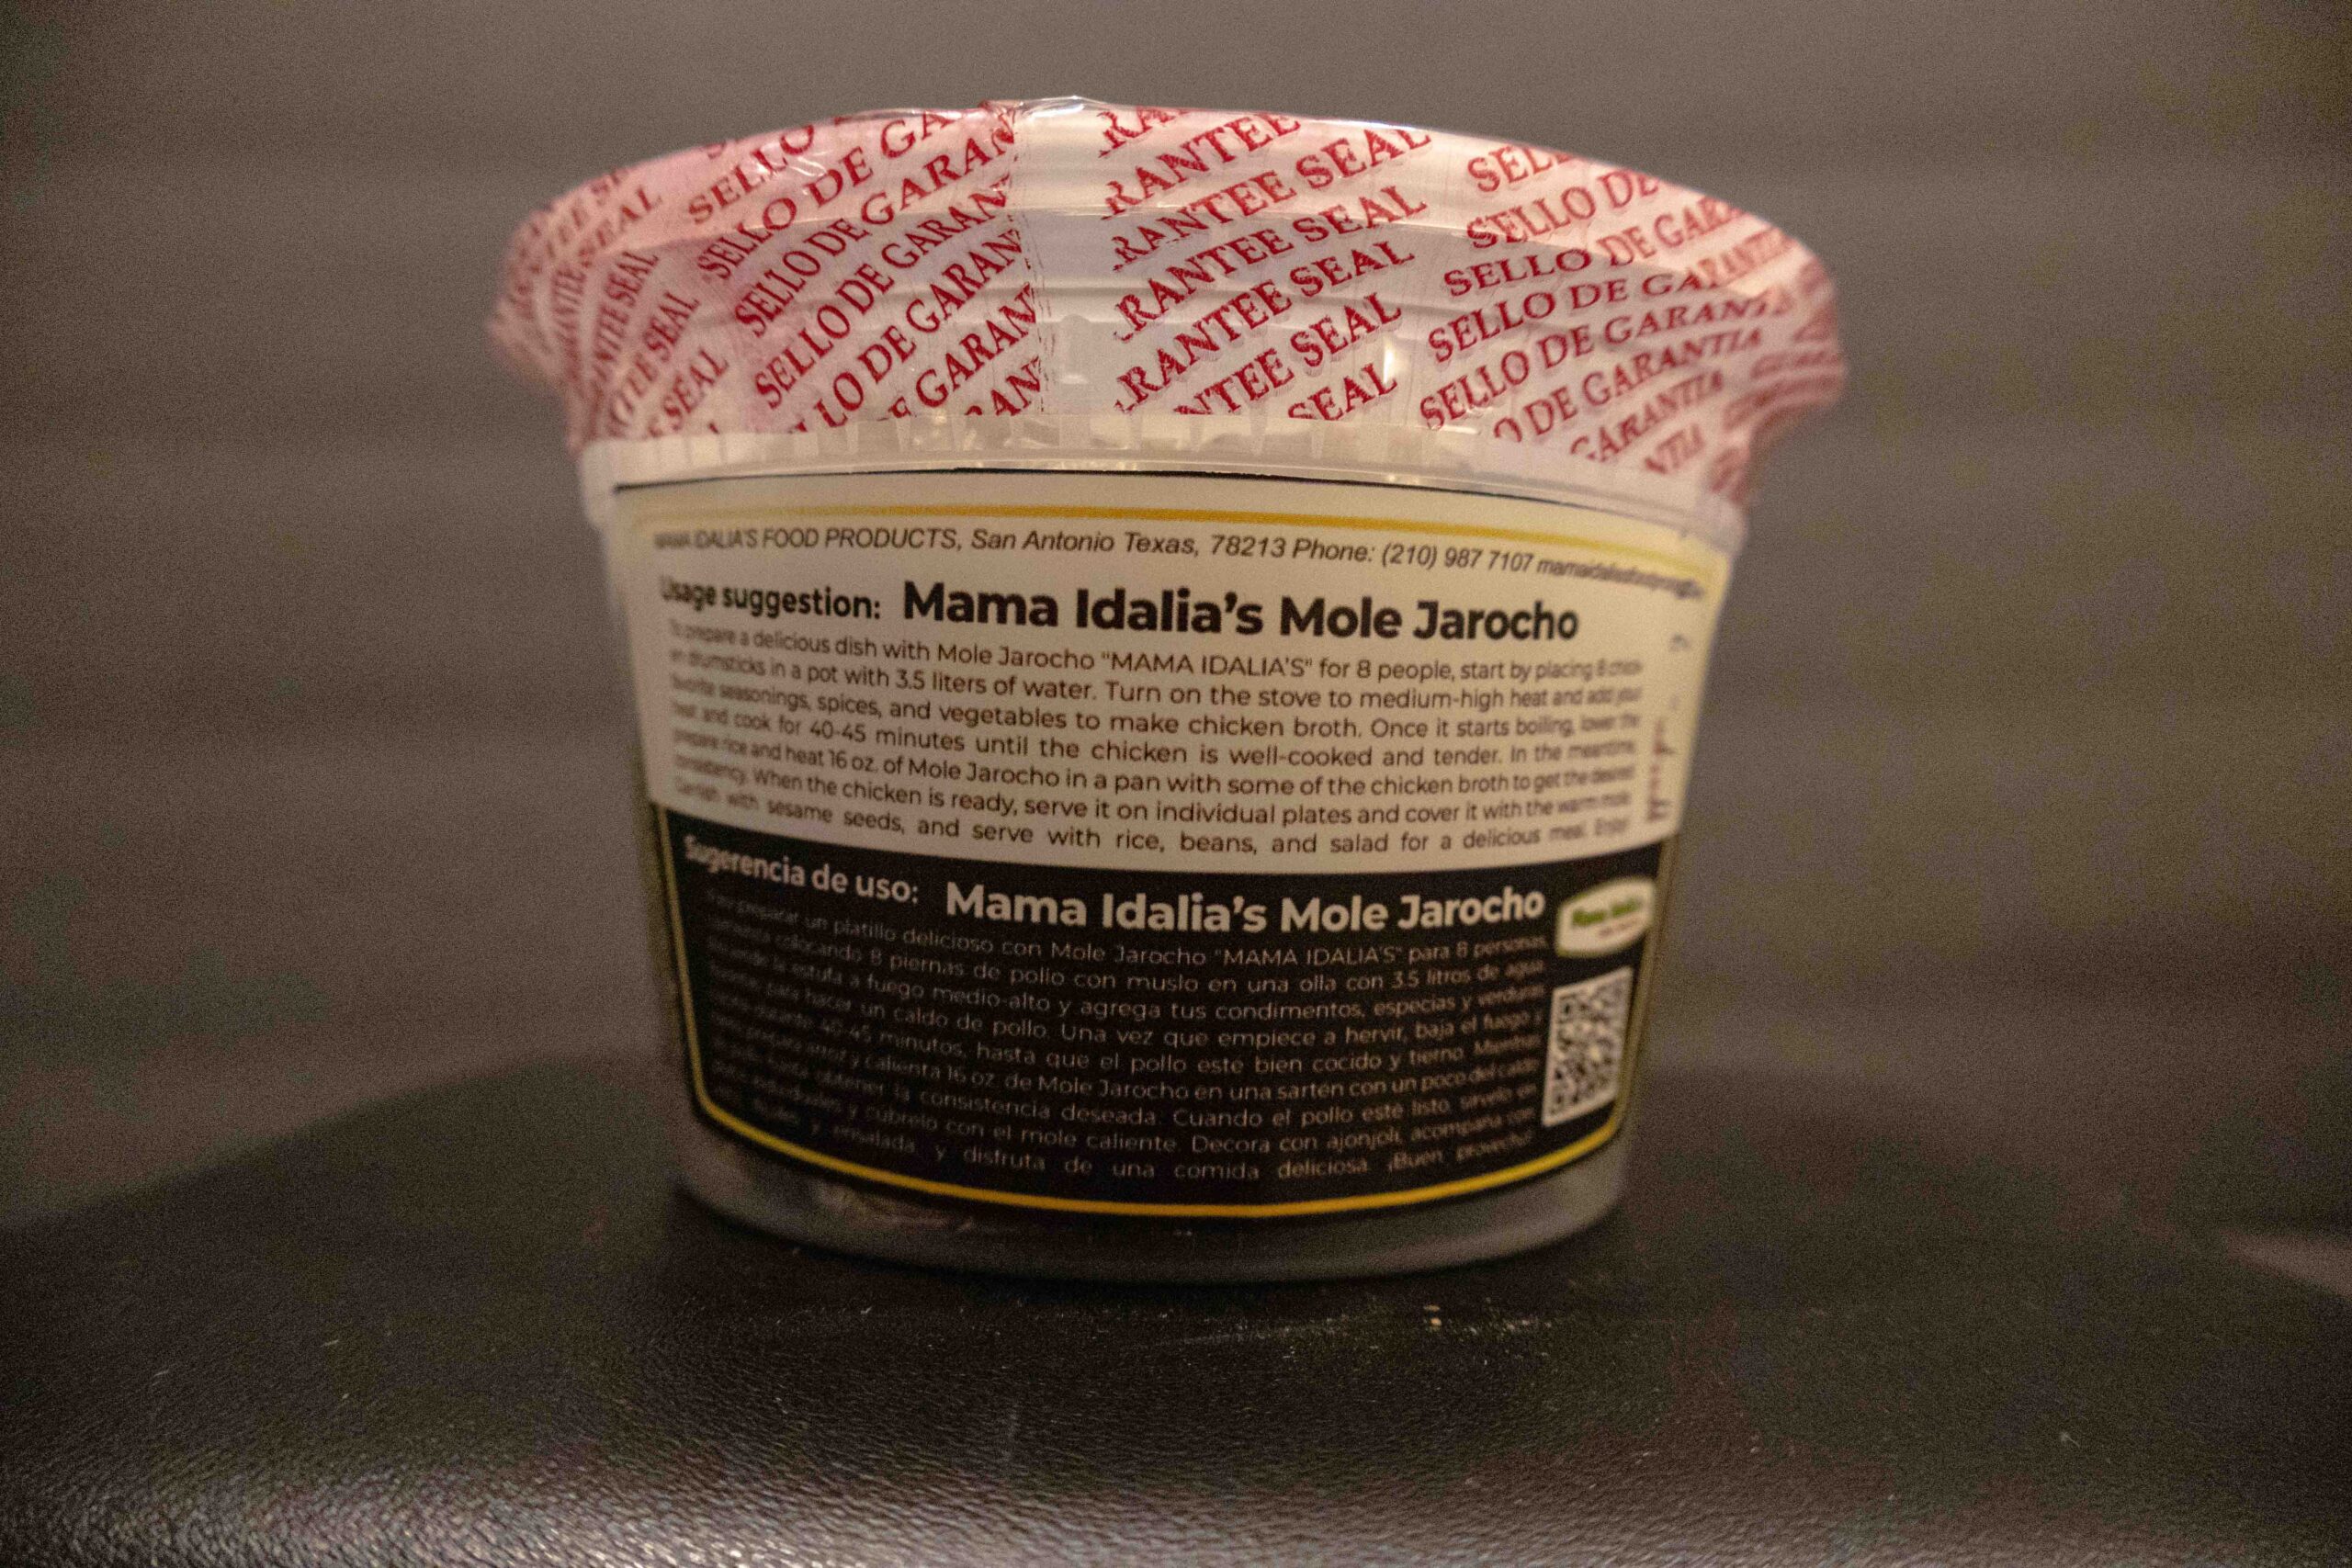 SELLO DE GARANTIA
GUARANTEE SEAL
MAMA IDALIA'S FOOD PRODUCTS, San Antonio Texas, 78213 Phone: (210) 987 7107
Usage suggestion: Mama Idalia's Mole Jarocho
To prepare a delicious dish with Mole Jarocho "MAMA IDALIA'S" for 8 people, start by placing 8 chick-
en drumsticks in a pot with 3.5 liters of water. Turn on the stove to medium-high heat and add your
favorite seasonings, spices, and vegetables to make chicken broth. Once it starts boiling, lower the
heat and cook for 40-45 minutes until the chicken is well-cooked and tender. In the meantime,
prepare rice and heat 16 oz. of Mole Jarocho in a pan with some of the chicken broth to get the desired
consistency. When the chicken is ready, serve it on individual plates and cover it with the warm mole.
Garnish with sesame seeds, and serve with rice, beans, and salad for a delicious meal. Enjoy!
Sugerencia de uso: Mama Idalia's Mole Jarocho
Para preparar un platillo delicioso con Mole Jarocho "MAMA IDALIA'S" para 8 personas,
comienza colocando 8 piernas de pollo con muslo en una olla con 3.5 litros de agua.
la estufa a fuego medio-alto y agrega tus condimentos, especias y verduras
para hacer un caldo de pollo. Una vez que empiece a hervir, baja el fuego y
durante 40-45 minutos, hasta que el pollo esté bien cocido y tierno. Mientras
prepara arroz y calienta 16 oz. de Mole Jarocho en una sartén con un poco del caldo
hasta obtener la consistencia deseada. Cuando el pollo esté listo, sírvelo en
y cúbrelo con el mole caliente. Decora con ajonjolí, acompaña con
frijoles y ensalada, y disfruta de una comida deliciosa. ¡Buen provecho!